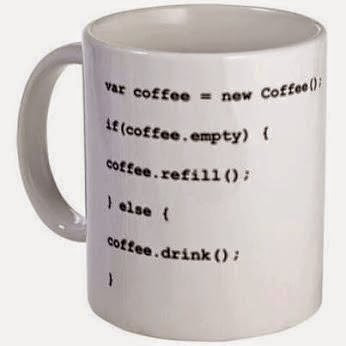 var coffee = new Coffee();
if(coffee.empty) {
coffee.refill();
} else {
coffee.drink();
}